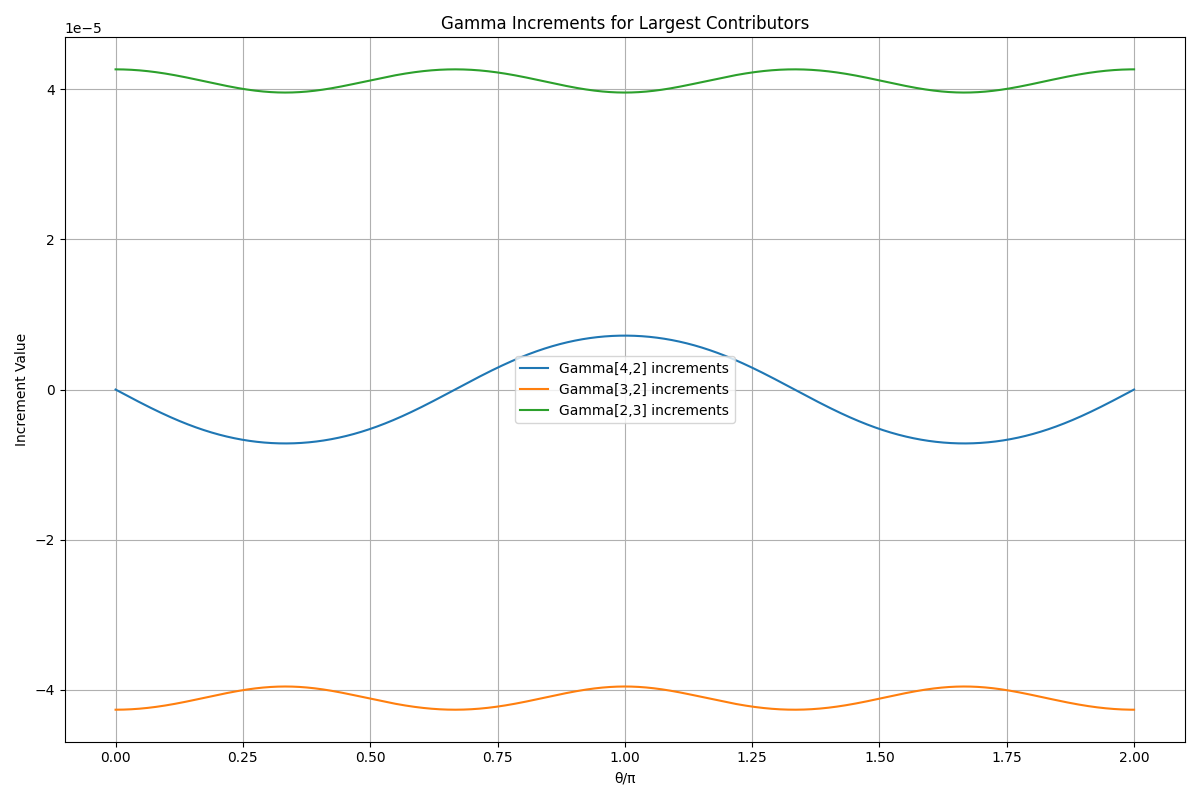 Gamma Increments for Largest Contributors
1e−5
4
2
0
−2
−4
Increment Value
Gamma[4,2] increments
Gamma[3,2] increments
Gamma[2,3] increments
0.00 0.25 0.50 0.75 1.00 1.25 1.50 1.75 2.00
θ/π